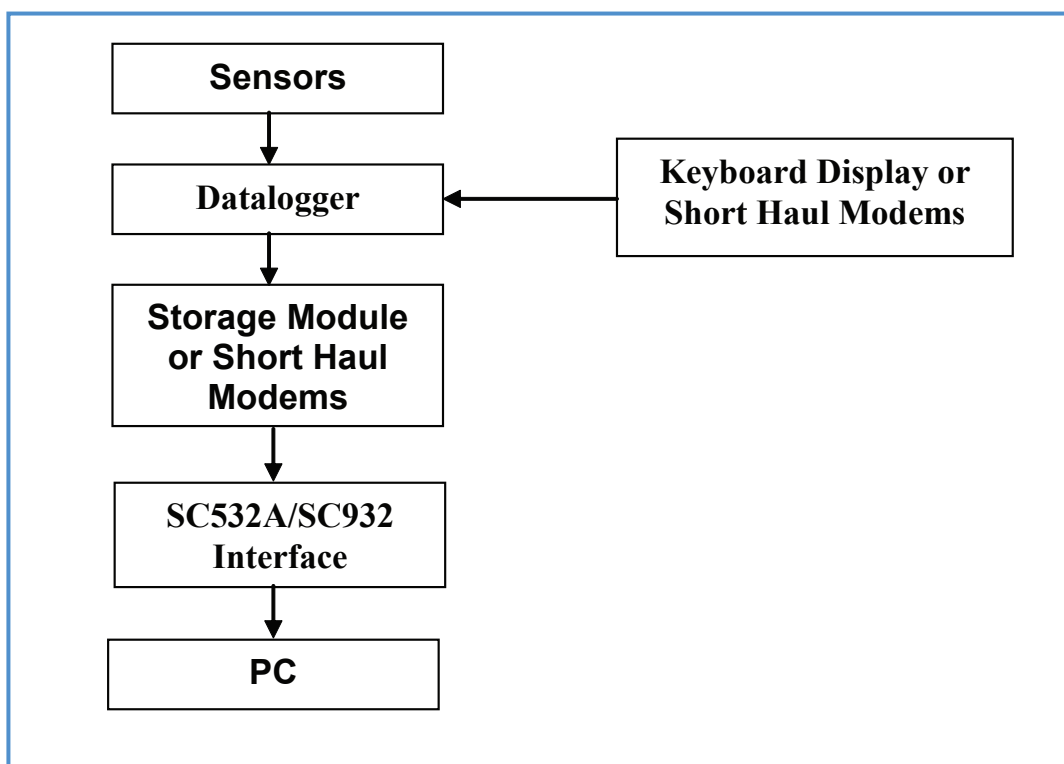 Sensors
Datalogger
Keyboard Display or
Short Haul Modems
Storage Module
or Short Haul
Modems
SC532A/SC932
Interface
PC